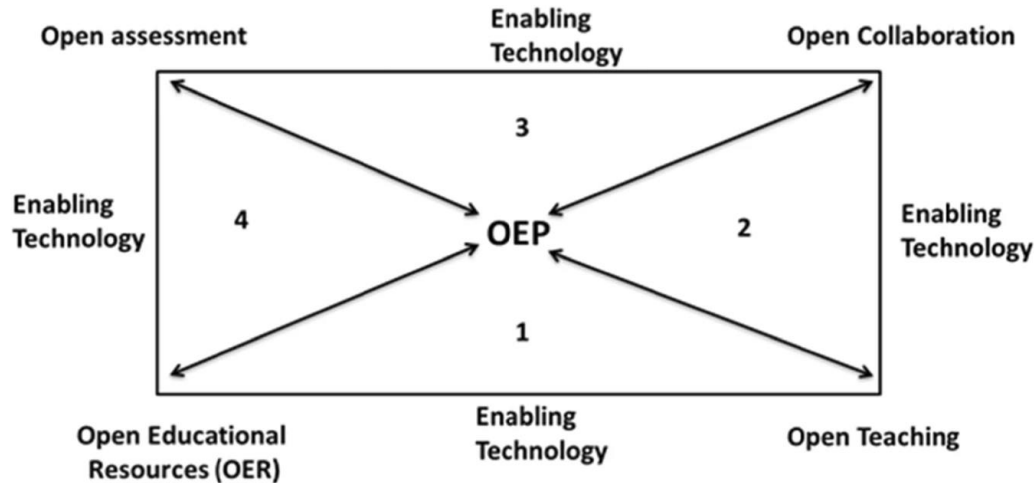 Open assessment
Enabling
Technology
Open Collaboration
3
Enabling
Technology
4
OEP
2
Enabling
Technology
1
Open Educational
Resources (OER)
Enabling
Technology
Open Teaching